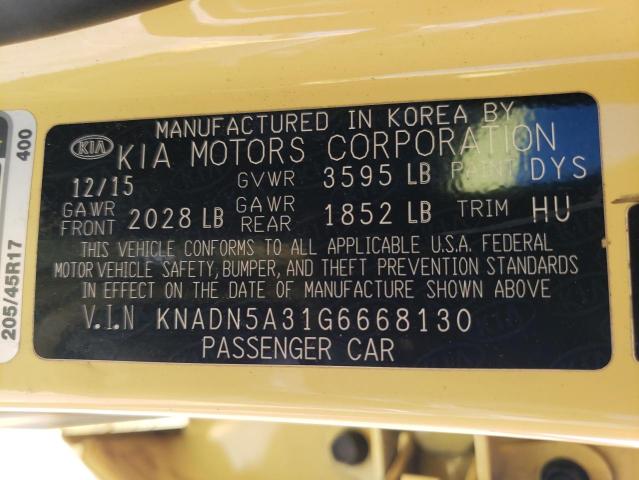 MANUFACTURED IN KOREA BY
KIA KIA MOTORS CORPORATION
12/15 GVWR 3595 LB PAINT DYS
GAWR FRONT 2028 LB GAWR REAR 1852 LB TRIM HU
THIS VEHICLE CONFORMS TO ALL APPLICABLE U.S.A. FEDERAL
MOTOR VEHICLE SAFETY, BUMPER, AND THEFT PREVENTION STANDARDS
IN EFFECT ON THE DATE OF MANUFACTURE SHOWN ABOVE
V.I.N KNADN5A31G6668130
PASSENGER CAR
205/45R17
400